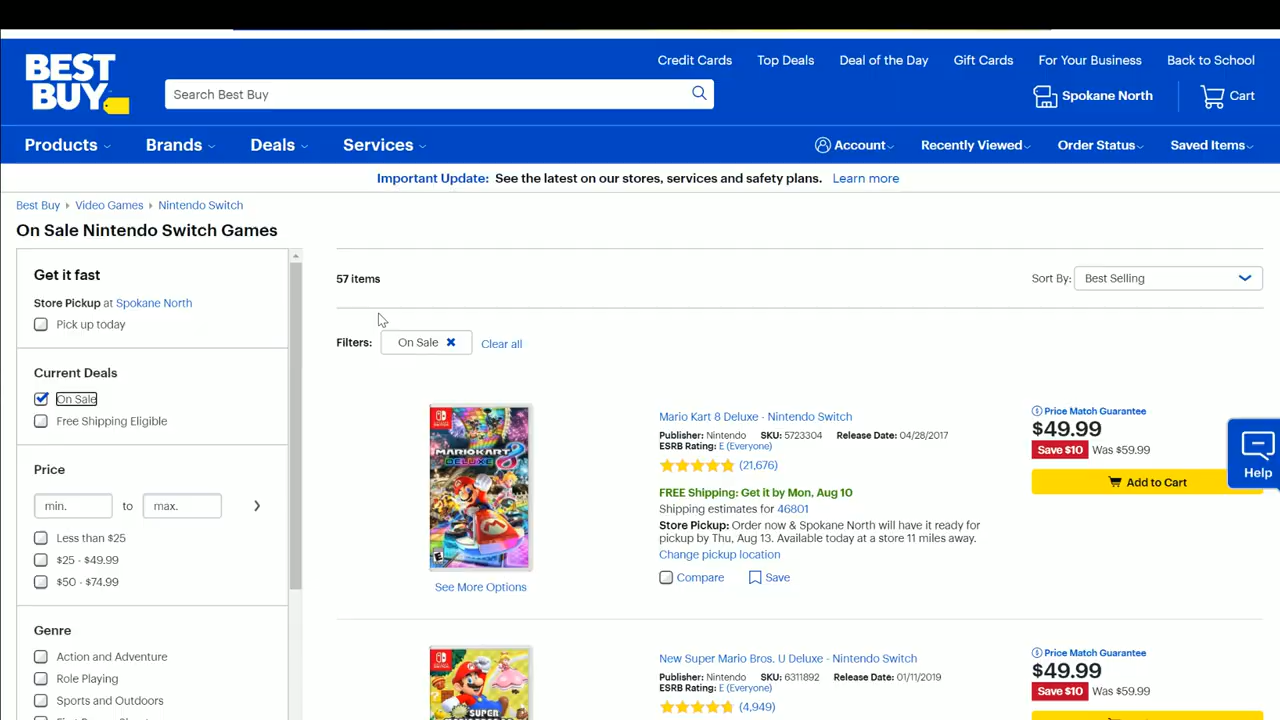 Credit Cards Top Deals Deal of the Day Gift Cards For Your Business Back to School
BEST
BUY
Search Best Buy
Spokane North Cart
Products Brands Deals Services Account Recently Viewed Order Status Saved Items
Important Update: See the latest on our stores, services and safety plans. Learn more
Best Buy Video Games Nintendo Switch
On Sale Nintendo Switch Games
Get it fast
Store Pickup at Spokane North
Pick up today
Current Deals
On Sale
Free Shipping Eligible
Price
min. to max.
Less than $25
$25 - $49.99
$50 - $74.99
Genre
Action and Adventure
Role Playing
Sports and Outdoors
57 items
Sort By: Best Selling
Filters: On Sale Clear all
MARIOKART
DELUXE 8
See More Options
Mario Kart 8 Deluxe - Nintendo Switch
Publisher: Nintendo SKU: 5723304 Release Date: 04/28/2017
ESRB Rating: E (Everyone)
(21,676)
FREE Shipping: Get it by Mon, Aug 10
Shipping estimates for 46801
Store Pickup: Order now & Spokane North will have it ready for
pickup by Thu, Aug 13. Available today at a store 11 miles away.
Change pickup location
Compare Save
Price Match Guarantee
$49.99
Save $10 Was $59.99
Add to Cart
Help
SUPER
New Super Mario Bros. U Deluxe - Nintendo Switch
Publisher: Nintendo SKU: 6311892 Release Date: 01/11/2019
ESRB Rating: E (Everyone)
(4,949)
Price Match Guarantee
$49.99
Save $10 Was $59.99